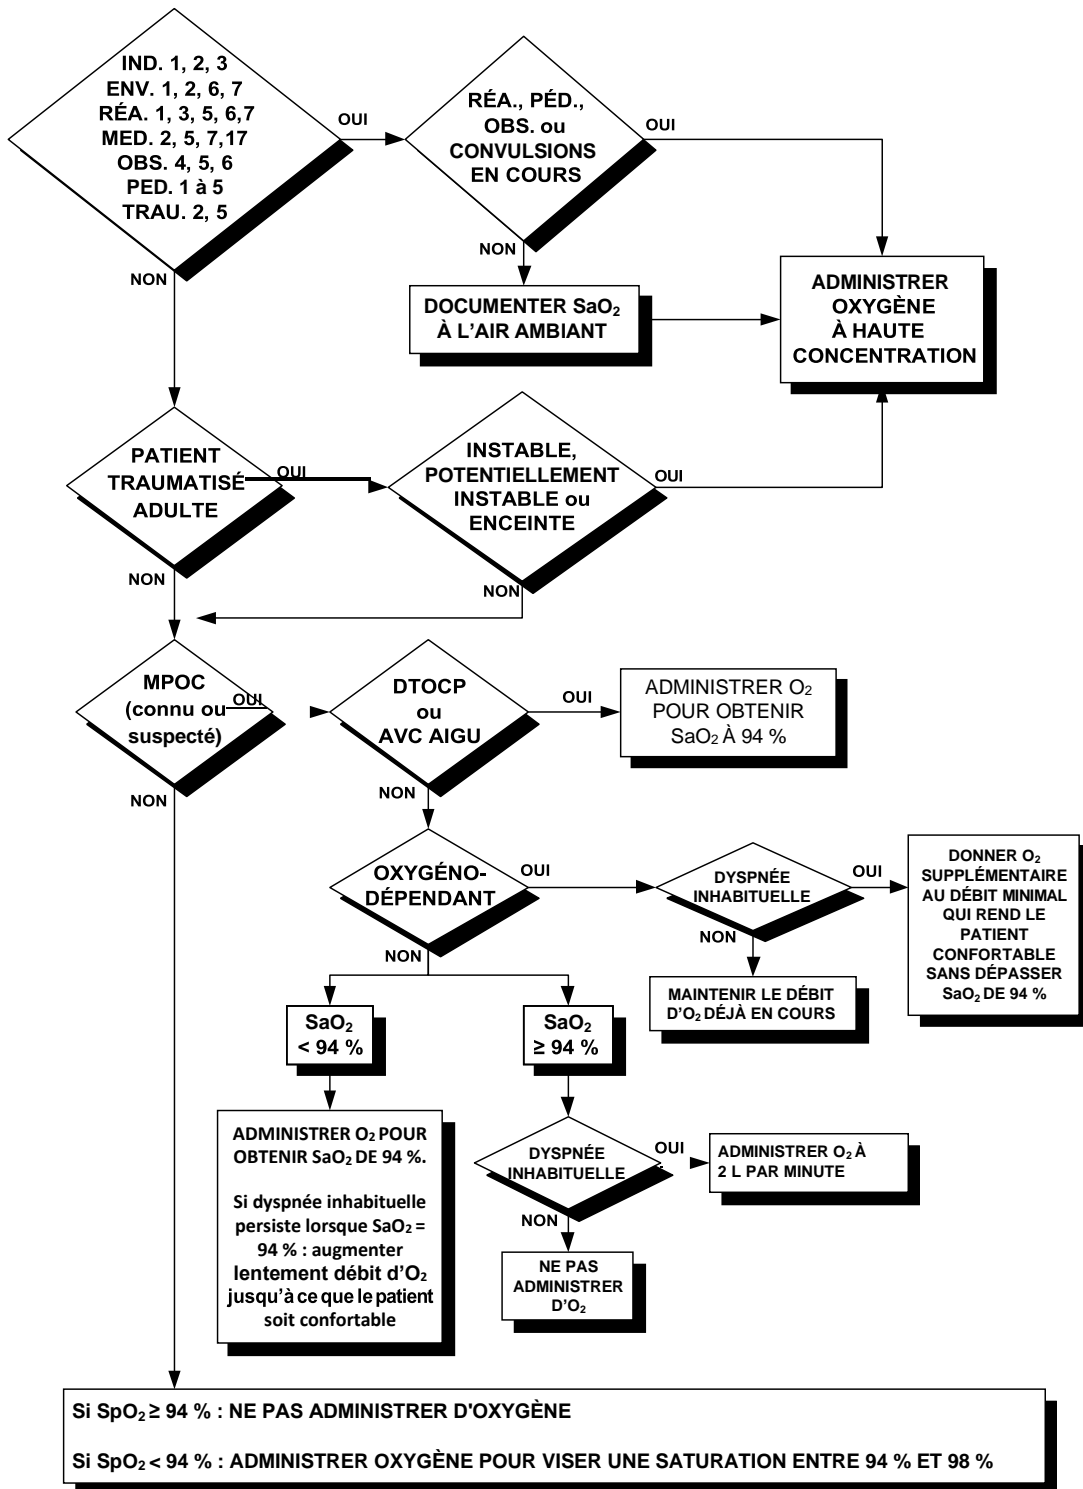 IND. 1, 2, 3
ENV. 1, 2, 6, 7
RÉA. 1, 3, 5, 6,7
MED. 2, 5, 7,17
OBS. 4, 5, 6
PED. 1 à 5
TRAU. 2, 5
OUI
NON
RÉA., PÉD.,
OBS. ou
CONVULSIONS
EN COURS
OUI
NON
DOCUMENTER SaO₂
À L'AIR AMBIANT
ADMINISTRER
OXYGÈNE
À HAUTE
CONCENTRATION
PATIENT
TRAUMATISÉ
ADULTE
OUI
NON
INSTABLE,
POTENTIELLEMENT
INSTABLE ou
ENCEINTE
OUI
NON
MPOC
(connu ou
suspecté)
OUI
NON
DTOCP
ou
AVC AIGU
OUI
NON
ADMINISTRER O₂
POUR OBTENIR
SaO₂ À 94 %
OXYGÉNO-
DÉPENDANT
OUI
NON
DYSPNÉE
INHABITUELLE
OUI
NON
DONNER O₂
SUPPLÉMENTAIRE
AU DÉBIT MINIMAL
QUI REND LE
PATIENT
CONFORTABLE
SANS DÉPASSER
SaO₂ DE 94 %
MAINTENIR LE DÉBIT
D'O₂ DÉJÀ EN COURS
SaO₂
< 94 %
SaO₂
≥ 94 %
ADMINISTRER O₂ POUR
OBTENIR SaO₂ DE 94 %.
Si dyspnée inhabituelle
persiste lorsque SaO₂ =
94 % : augmenter
lentement débit d'O₂
jusqu'à ce que le patient
soit confortable
DYSPNÉE
INHABITUELLE
OUI
NON
ADMINISTRER O₂ À
2 L PAR MINUTE
NE PAS
ADMINISTRER
D'O₂
Si SpO₂ ≥ 94 % : NE PAS ADMINISTRER D'OXYGÈNE
Si SpO₂ < 94 % : ADMINISTRER OXYGÈNE POUR VISER UNE SATURATION ENTRE 94 % ET 98 %